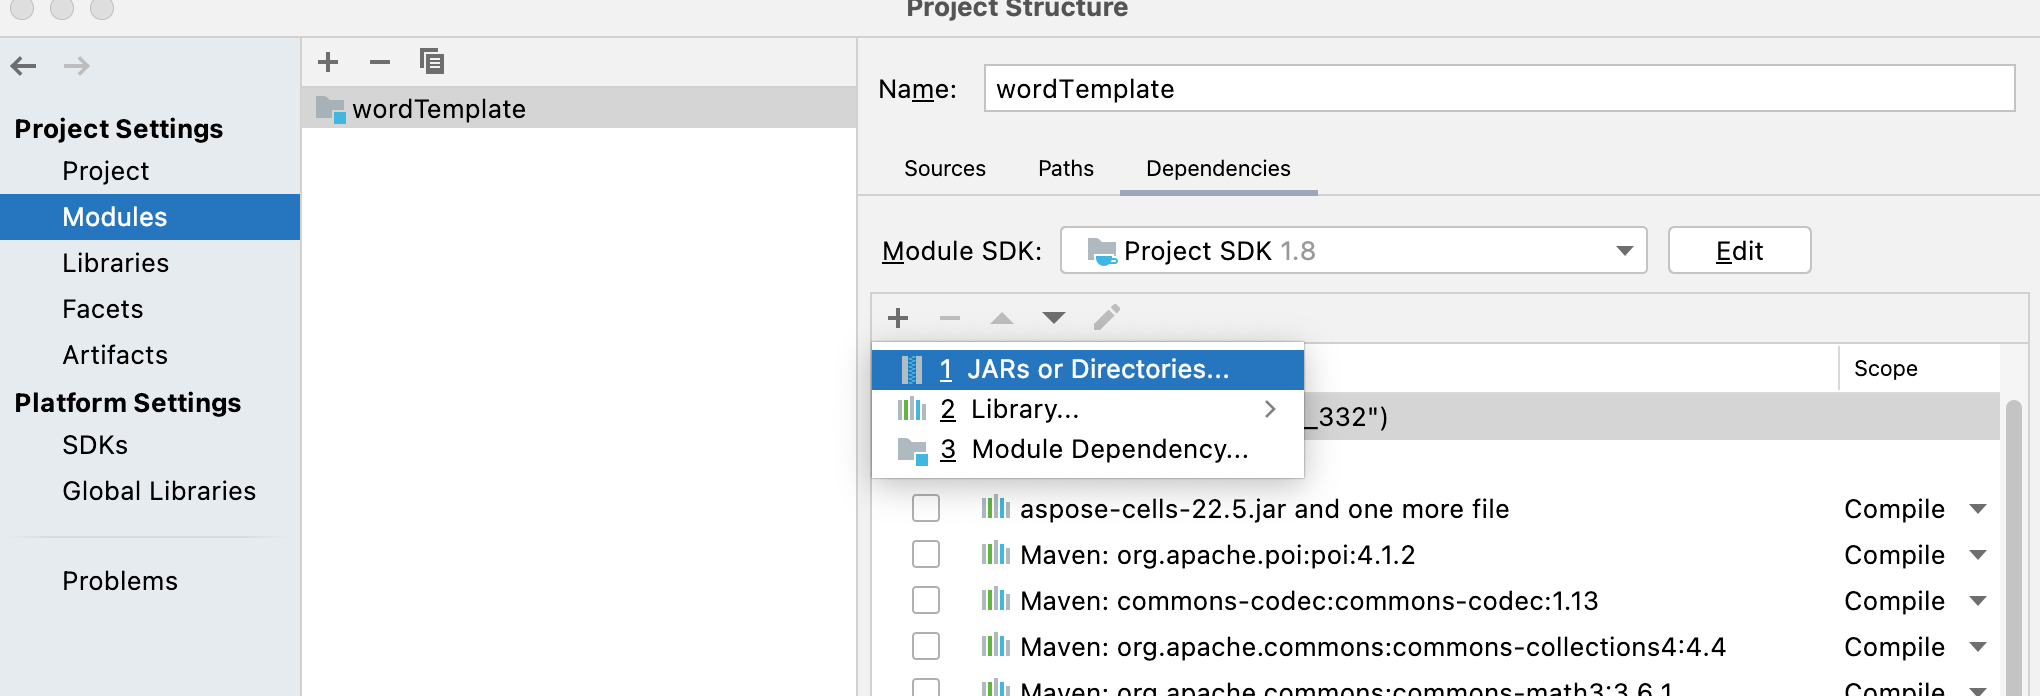 Project Structure
Project Settings
Project
Modules
Libraries
Facets
Artifacts
Platform Settings
SDKs
Global Libraries
Problems
wordTemplate
Name: wordTemplate
Sources Paths Dependencies
Module SDK: Project SDK 1.8 Edit
1 JARs or Directories...
2 Library...
3 Module Dependency...
Scope
_332")
aspose-cells-22.5.jar and one more file Compile
Maven: org.apache.poi:poi:4.1.2 Compile
Maven: commons-codec:commons-codec:1.13 Compile
Maven: org.apache.commons:commons-collections4:4.4 Compile
Maven: org.apache.commons:commons-math3:3.6.1 Compile